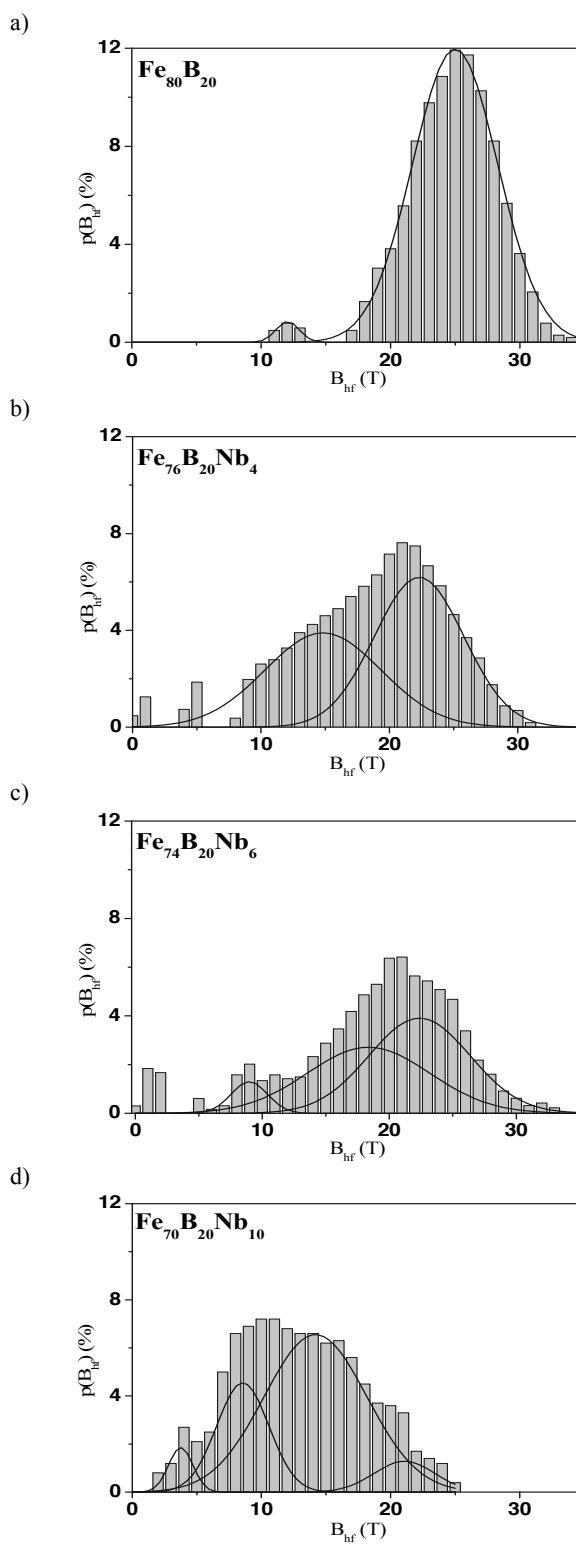 a)
12
Fe80B20
8
p(Bhf) (%)
4
0
0 10 20 30
Bhf (T)
b)
12
Fe76B20Nb4
8
p(Bhf) (%)
4
0
0 10 20 30
Bhf (T)
c)
12
Fe74B20Nb6
8
p(Bhf) (%)
4
0
0 10 20 30
Bhf (T)
d)
12
Fe70B20Nb10
8
p(Bhf) (%)
4
0
0 10 20 30
Bhf (T)